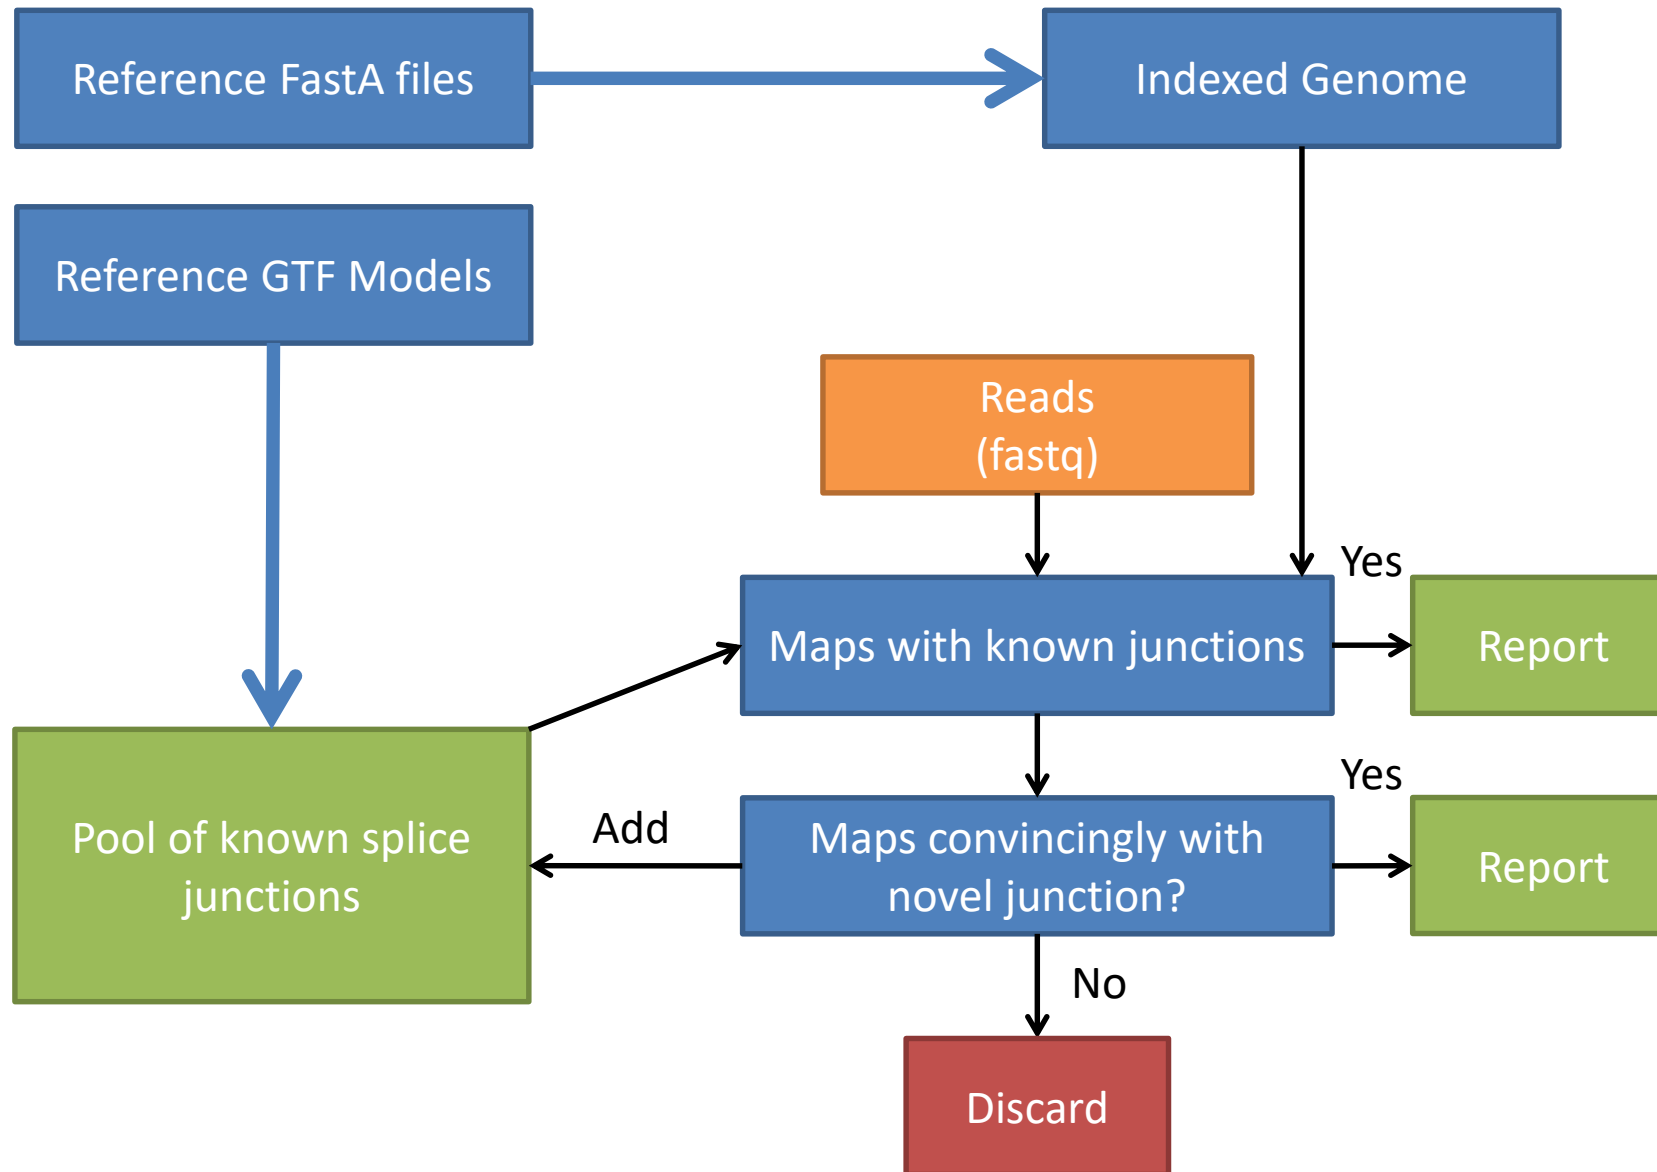 Reference FastA files
Indexed Genome
Reference GTF Models
Reads
(fastq)
Yes
Maps with known junctions
Report
Yes
Pool of known splice
junctions
Add
Maps convincingly with
novel junction?
Report
No
Discard